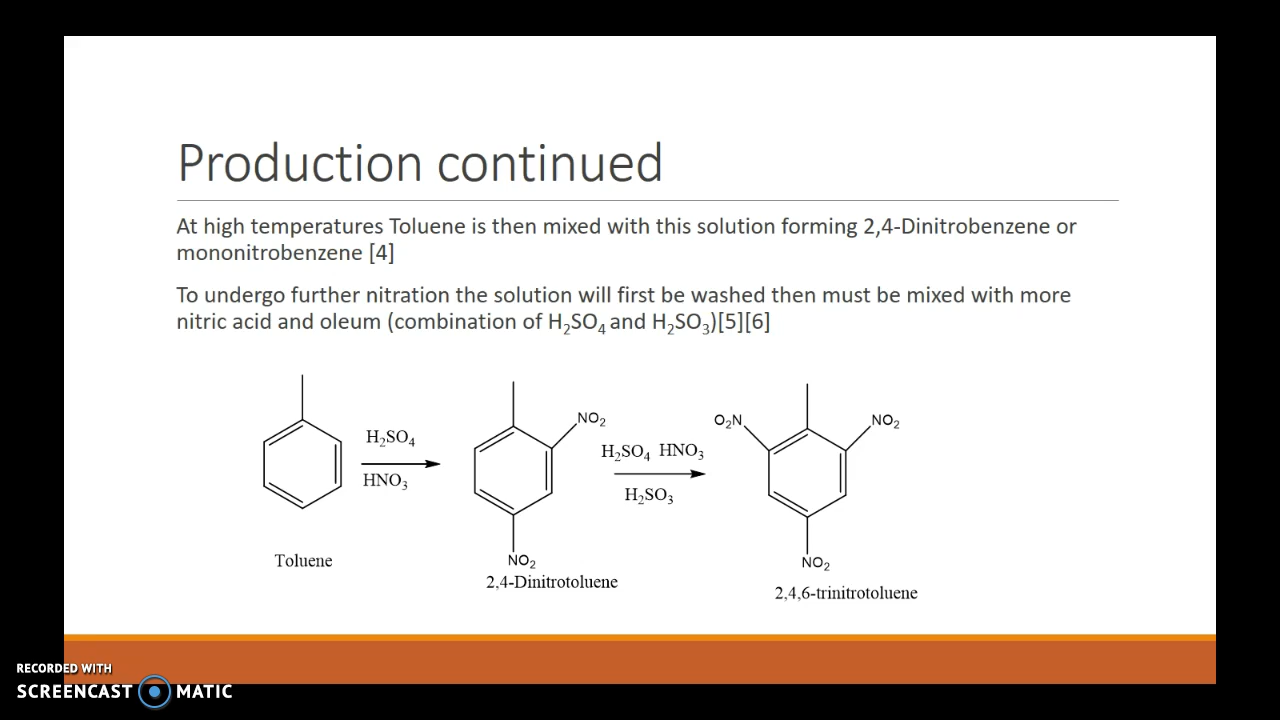 Production continued
At high temperatures Toluene is then mixed with this solution forming 2,4-Dinitrobenzene or
mononitrobenzene [4]
To undergo further nitration the solution will first be washed then must be mixed with more
nitric acid and oleum (combination of H₂SO₄ and H₂SO₃)[5][6]
H₂SO₄
HNO₃
Toluene
NO₂
NO₂
2,4-Dinitrotoluene
H₂SO₄ HNO₃
H₂SO₃
O₂N
NO₂
NO₂
2,4,6-trinitrotoluene
RECORDED WITH
SCREENCAST MATIC